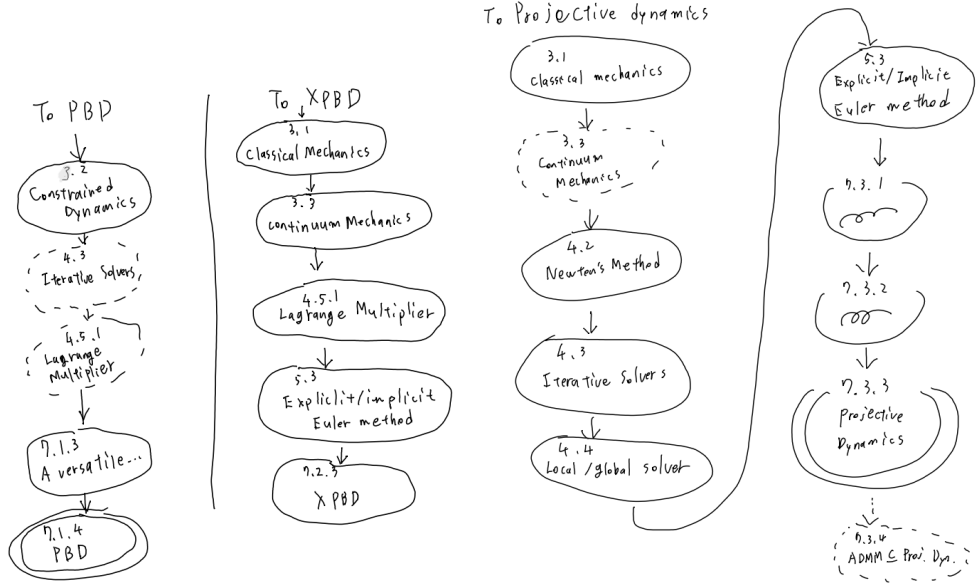 To PBD
3.2
Constrained
Dynamics
4.3
Iterative Solvers
4.5.1
Lagrange
Multiplier
7.1.3
A versatile...
7.1.4
PBD
To XPBD
3.1
Classical Mechanics
3.3
continuum Mechanics
4.5.1
Lagrange Multiplier
5.3
Expliclit/implicit
Euler method
7.2.3
XPBD
To Projective dynamics
3.1
Classical mechanics
3.3
Continuum
Mechanics
4.2
Newton's Method
4.3
Iterative Solvers
4.4
Local/global solver
5.3
Explicit/Implicit
Euler method
7.3.1
7.3.2
7.3.3
Projective
Dynamics
7.3.4
ADMM ⊆ Proj. Dyn.